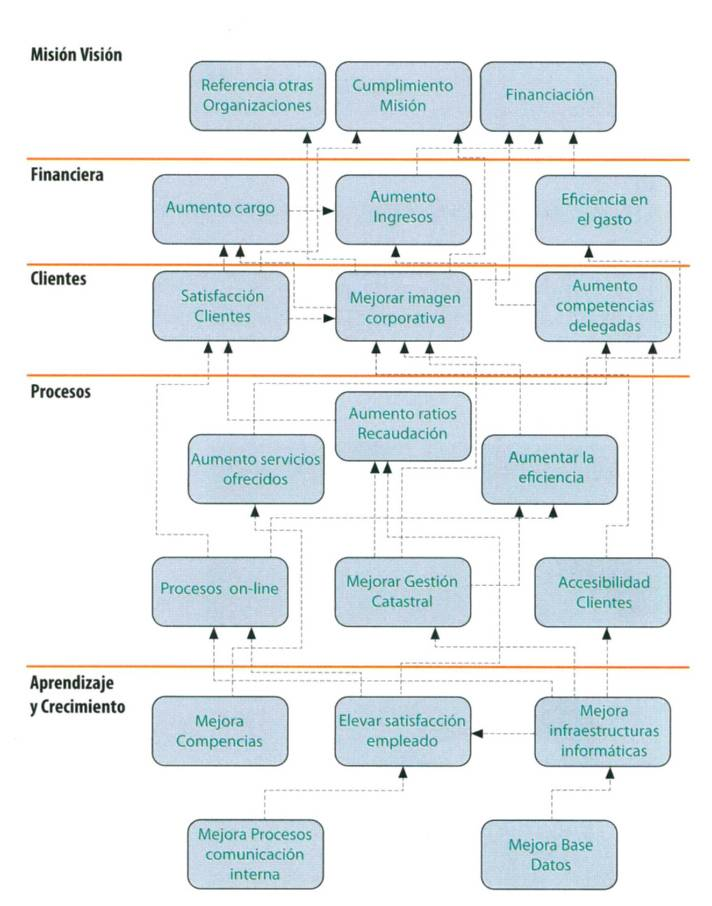 Misión Visión
Referencia otras
Organizaciones
Cumplimiento
Misión
Financiación
Financiera
Aumento cargo
Aumento
Ingresos
Eficiencia en
el gasto
Clientes
Satisfacción
Clientes
Mejorar imagen
corporativa
Aumento
competencias
delegadas
Procesos
Aumento ratios
Recaudación
Aumento servicios
ofrecidos
Aumentar la
eficiencia
Procesos on-line
Mejorar Gestión
Catastral
Accesibilidad
Clientes
Aprendizaje
y Crecimiento
Mejora
Compencias
Elevar satisfacción
empleado
Mejora
infraestructuras
informáticas
Mejora Procesos
comunicación
interna
Mejora Base
Datos